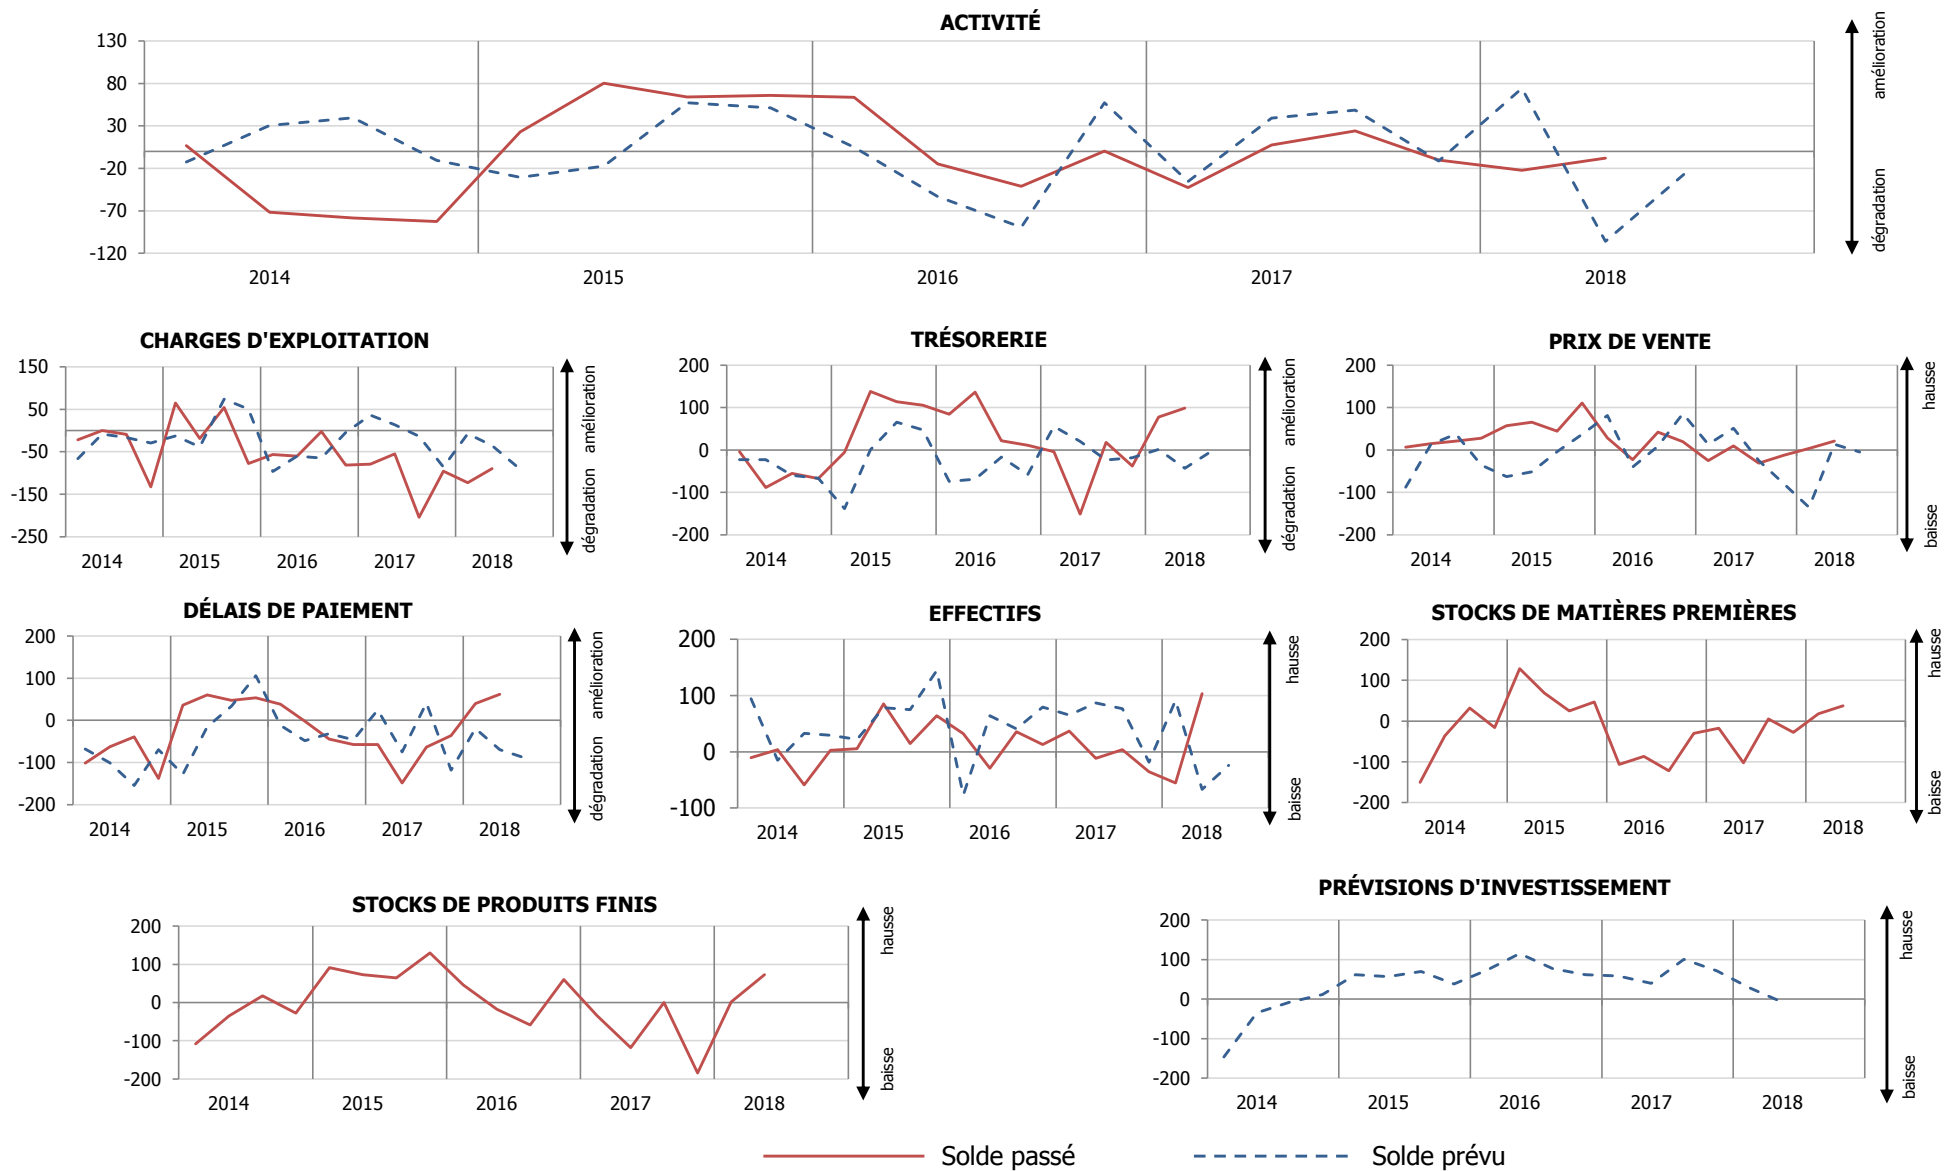 ACTIVITÉ
130
80
30
-20
-70
-120
2014 2015 2016 2017 2018
amélioration
dégradation
CHARGES D'EXPLOITATION
150
50
-50
-150
-250
2014 2015 2016 2017 2018
amélioration
dégradation
TRÉSORERIE
200
100
0
-100
-200
2014 2015 2016 2017 2018
amélioration
dégradation
PRIX DE VENTE
200
100
0
-100
-200
2014 2015 2016 2017 2018
hausse
baisse
DÉLAIS DE PAIEMENT
200
100
0
-100
-200
2014 2015 2016 2017 2018
amélioration
dégradation
EFFECTIFS
200
100
0
-100
2014 2015 2016 2017 2018
hausse
baisse
STOCKS DE MATIÈRES PREMIÈRES
200
100
0
-100
-200
2014 2015 2016 2017 2018
hausse
baisse
STOCKS DE PRODUITS FINIS
200
100
0
-100
-200
2014 2015 2016 2017 2018
hausse
baisse
PRÉVISIONS D'INVESTISSEMENT
200
100
0
-100
-200
2014 2015 2016 2017 2018
hausse
baisse
Solde passé
Solde prévu